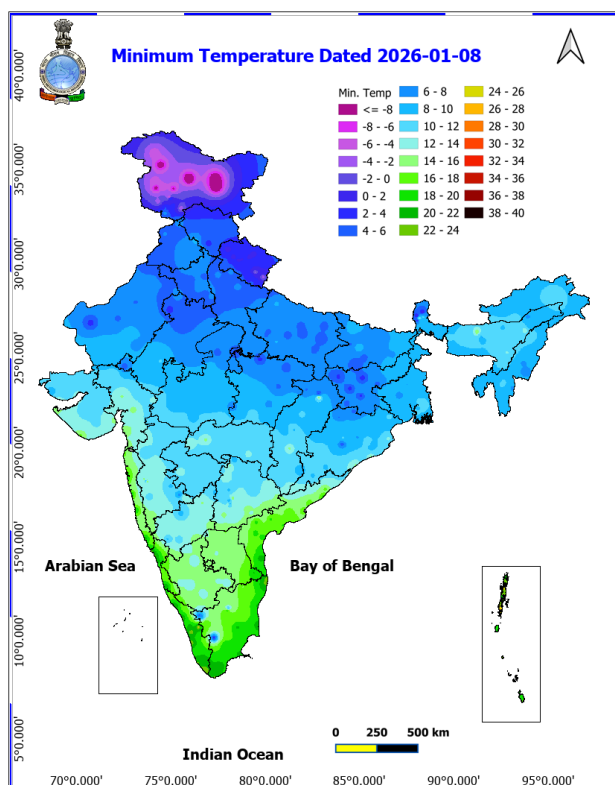 Minimum Temperature Dated 2026-01-08
Min. Temp
<= -8
-8 - -6
-6 - -4
-4 - -2
-2 - 0
0 - 2
2 - 4
4 - 6
6 - 8
8 - 10
10 - 12
12 - 14
14 - 16
16 - 18
18 - 20
20 - 22
22 - 24
24 - 26
26 - 28
28 - 30
30 - 32
32 - 34
34 - 36
36 - 38
38 - 40
40°0.000'
35°0.000'
30°0.000'
25°0.000'
20°0.000'
15°0.000'
10°0.000'
5°0.000'
Arabian Sea
Bay of Bengal
Indian Ocean
0 250 500 km
70°0.000' 75°0.000' 80°0.000' 85°0.000' 90°0.000' 95°0.000'